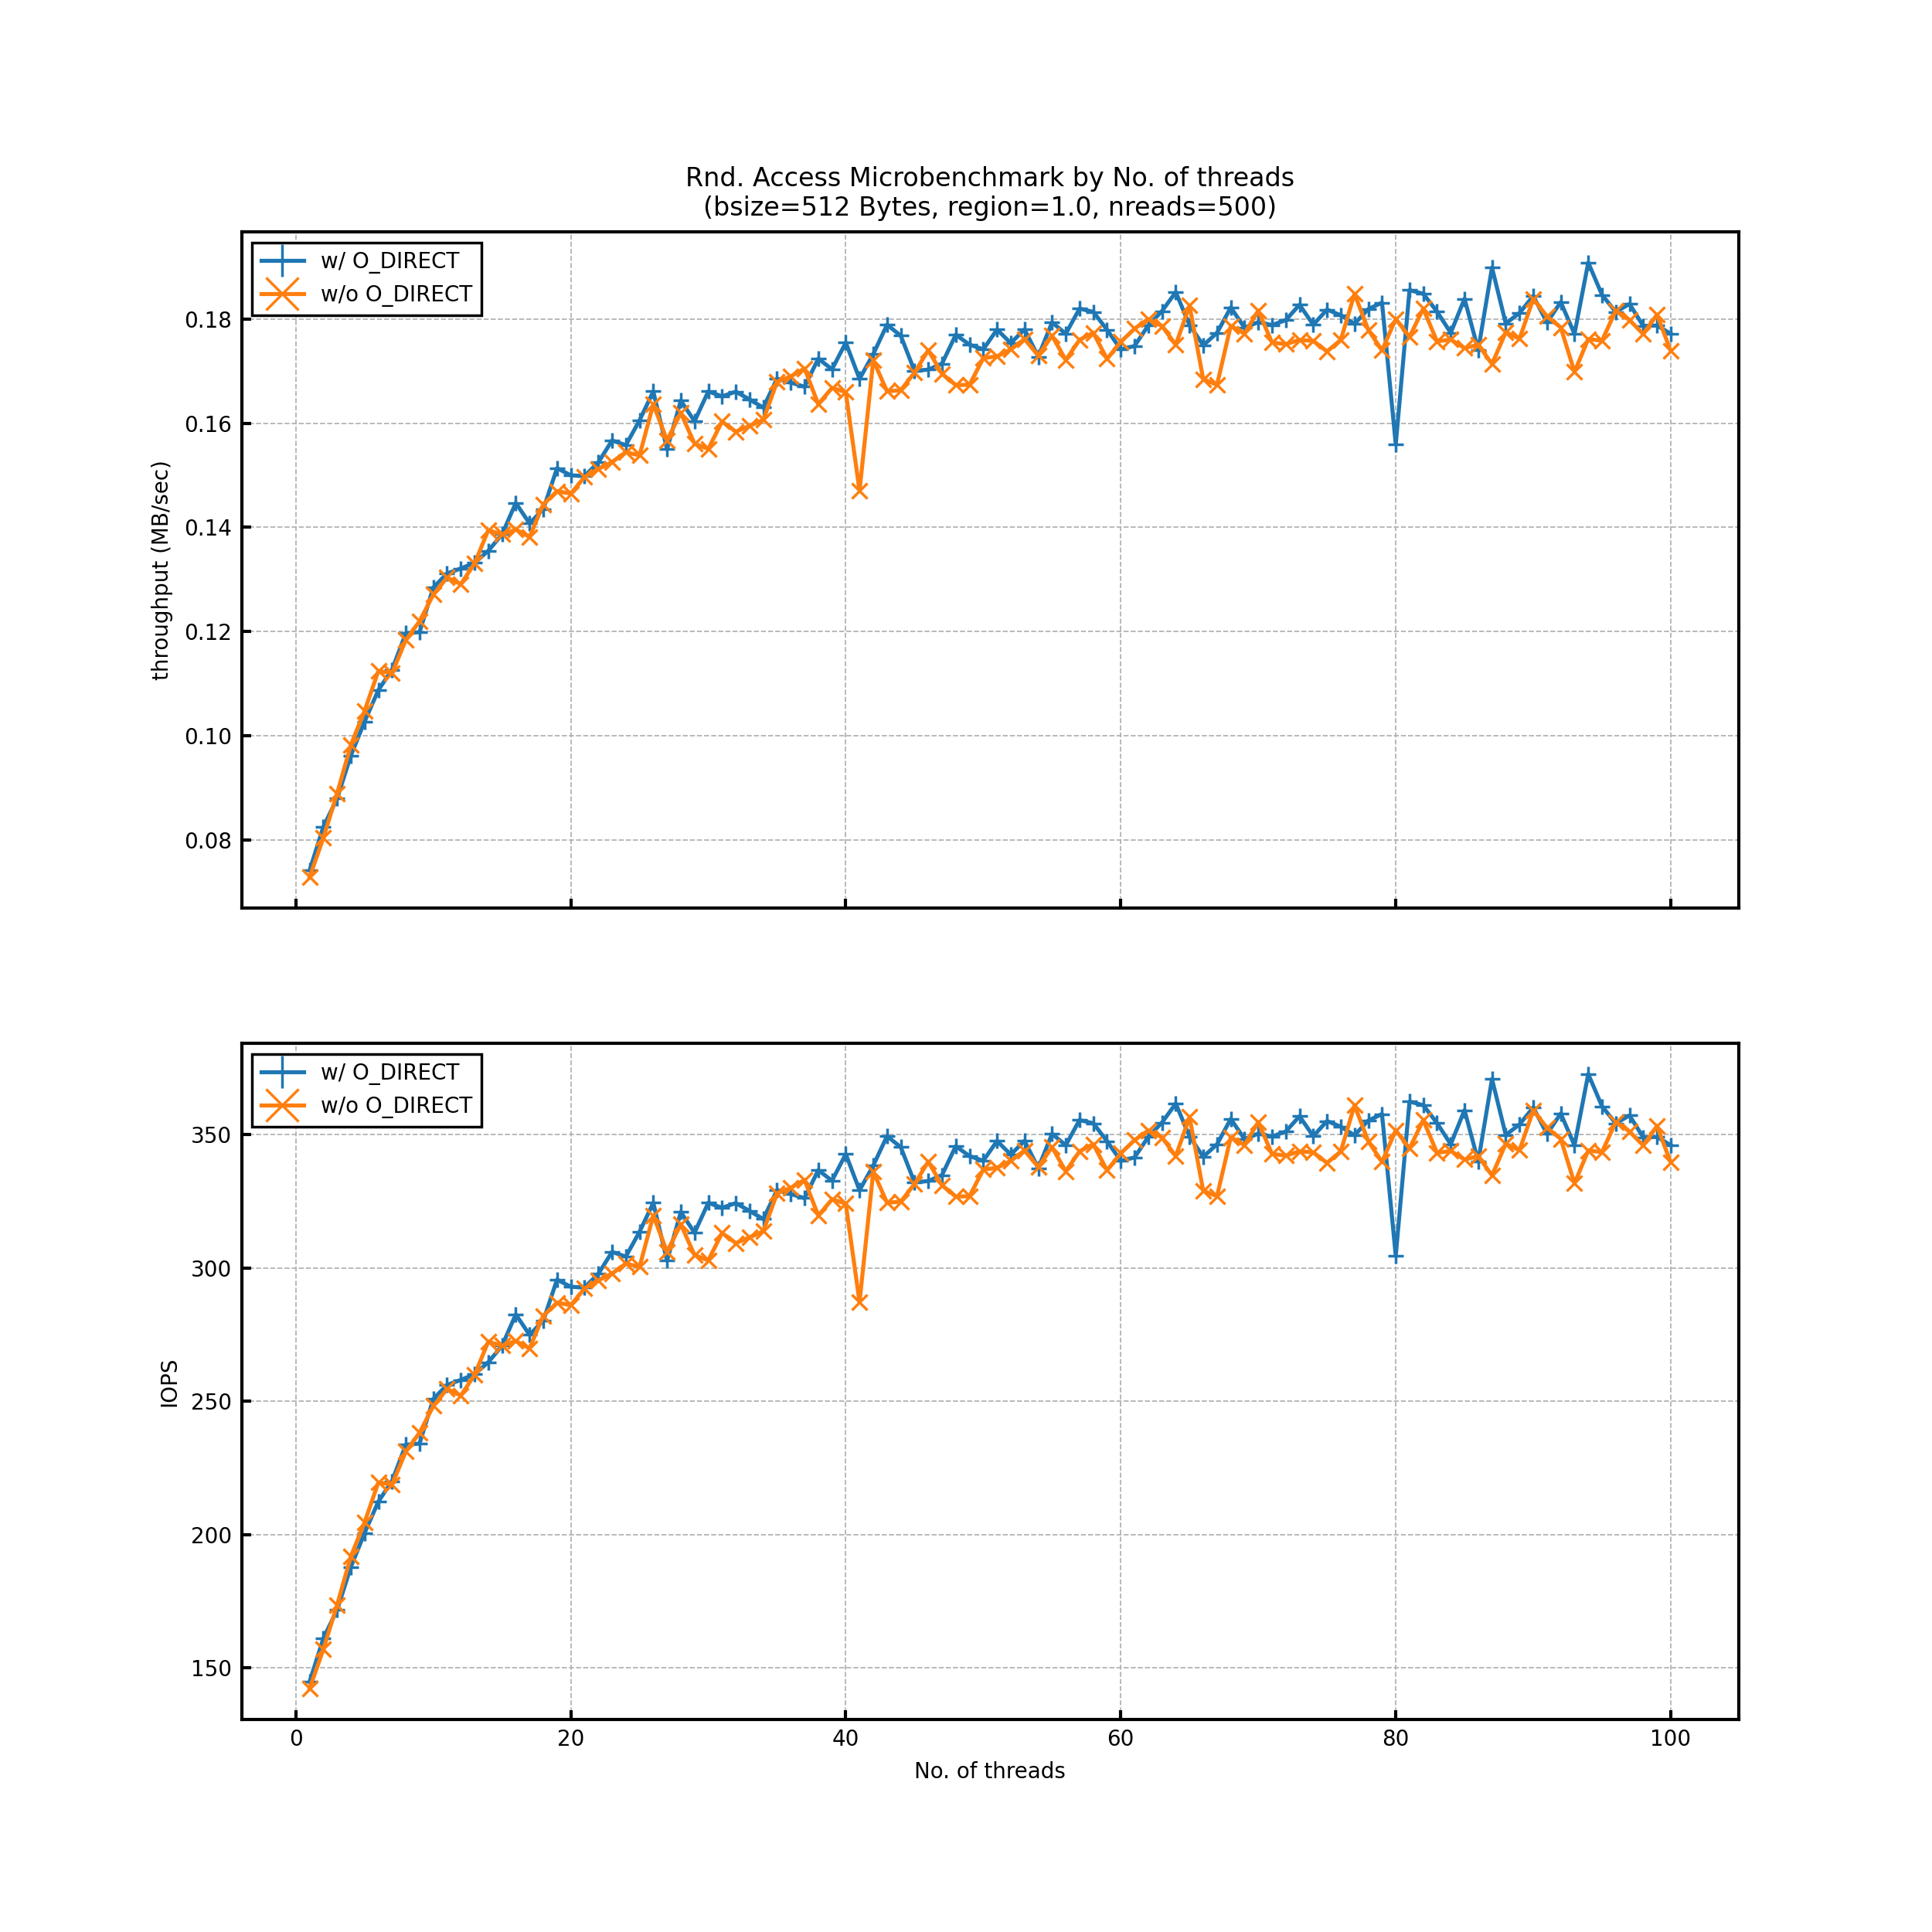 Rnd. Access Microbenchmark by No. of threads
(bsize=512 Bytes, region=1.0, nreads=500)
w/ O_DIRECT
w/o O_DIRECT
0.18
0.16
0.14
0.12
0.10
0.08
throughput (MB/sec)
w/ O_DIRECT
w/o O_DIRECT
350
300
250
200
150
IOPS
0 20 40 60 80 100
No. of threads